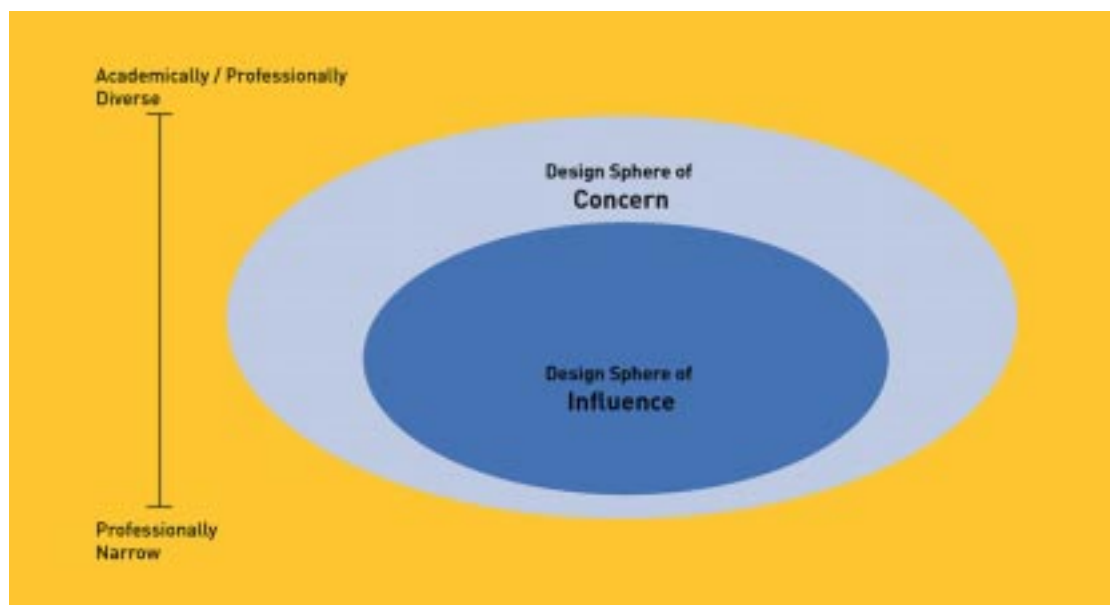 Academically / Professionally
Diverse
Design Sphere of
Concern
Design Sphere of
Influence
Professionally
Narrow